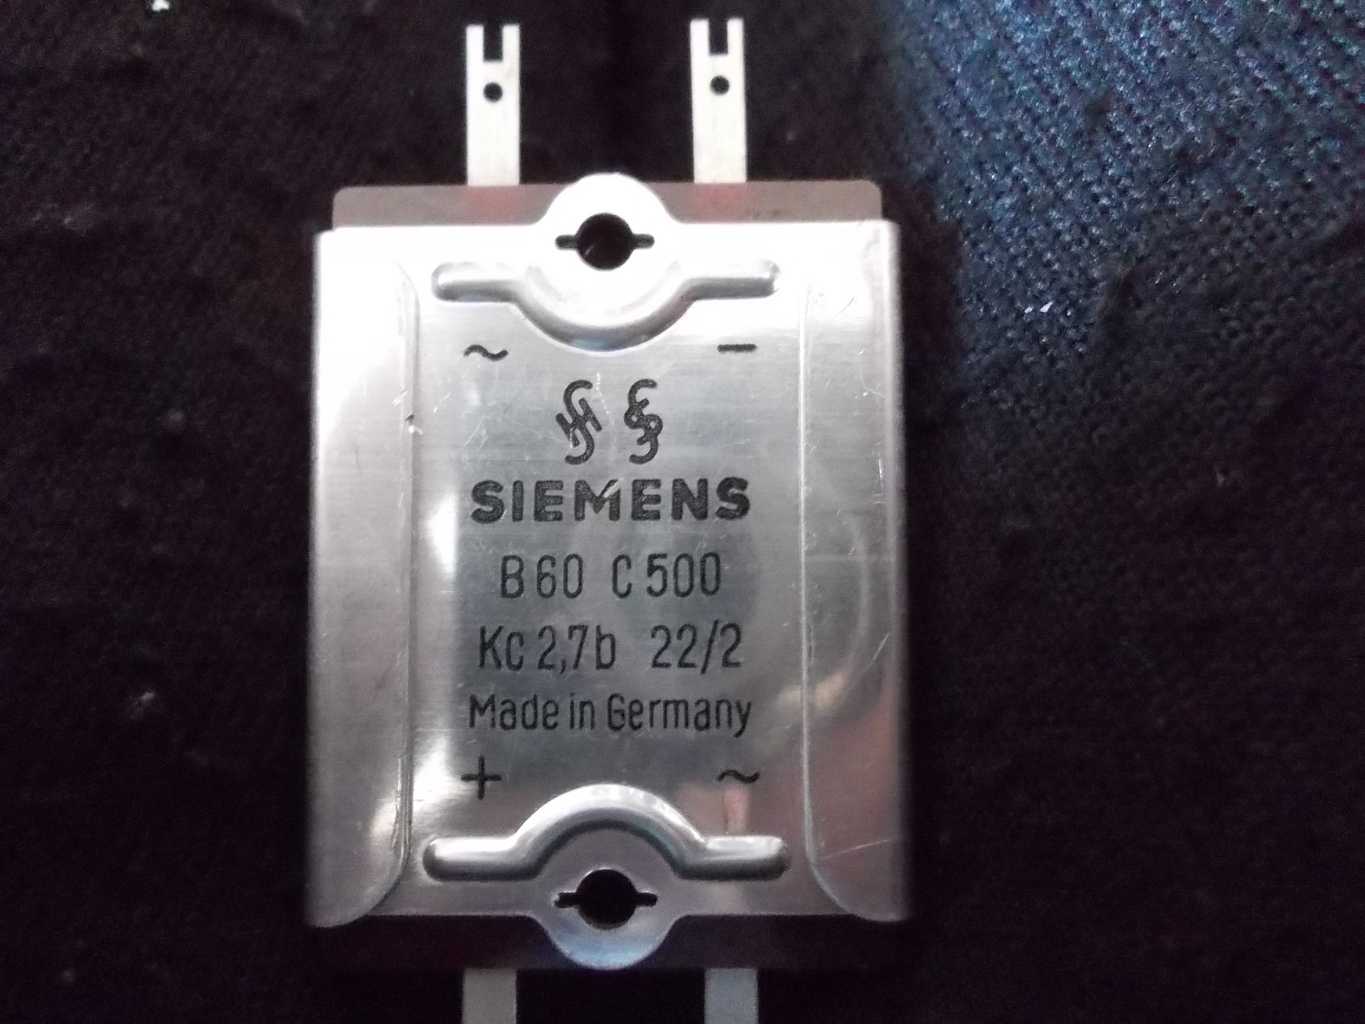 ~ −
SIEMENS
B60 C500
Kc 2,7b 22/2
Made in Germany
+ ~